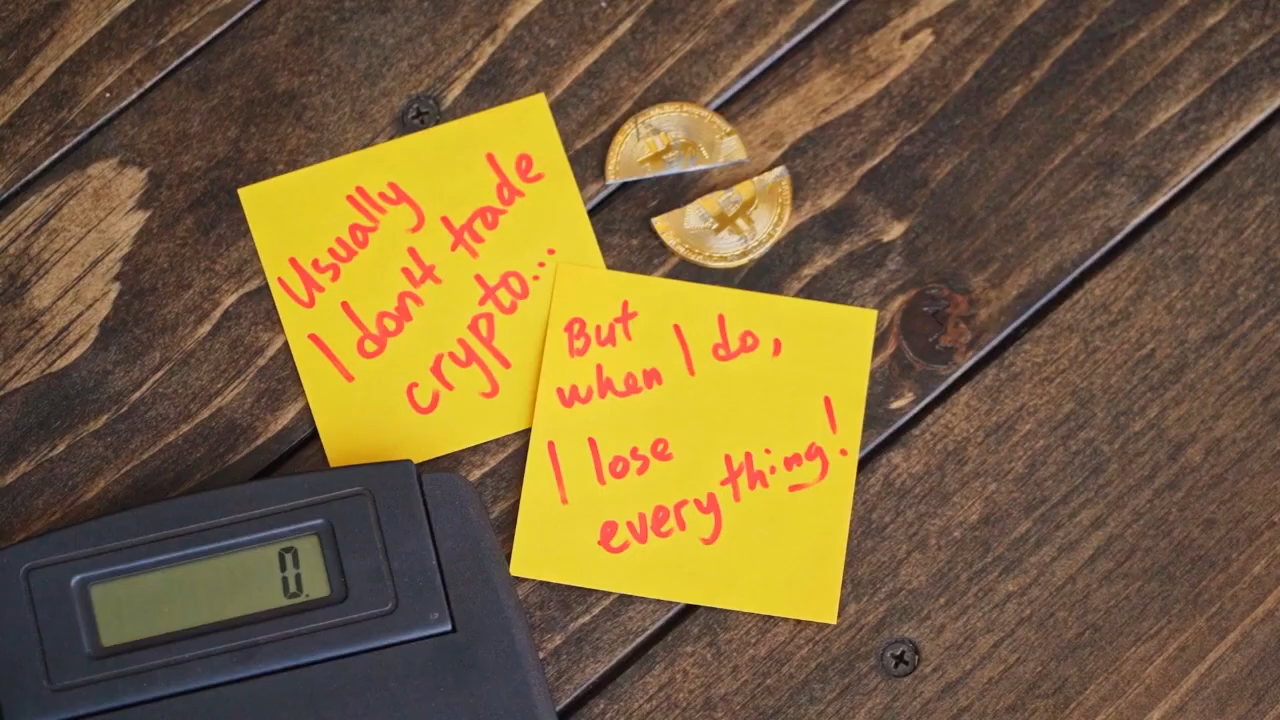 Usually
I don't trade
crypto...
But
when I do,
I lose
everything!
0.